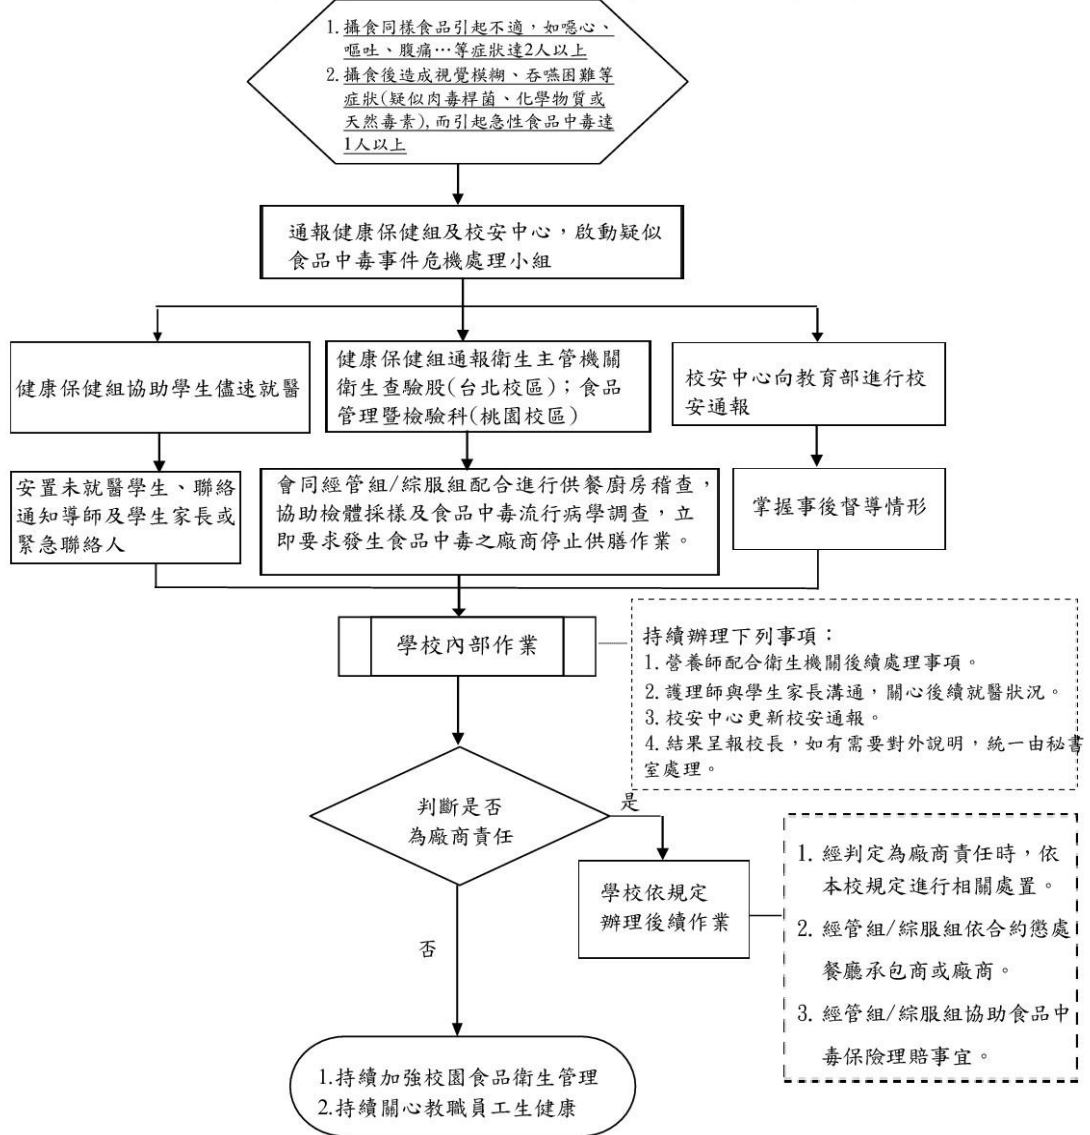 1. 攝食同樣食品引起不適，如噁心、
嘔吐、腹痛…等症狀達2人以上
2. 攝食後造成視覺模糊、吞嚥困難等
症狀(疑似肉毒桿菌、化學物質或
天然毒素),而引起急性食品中毒達
1人以上
通報健康保健組及校安中心，啟動疑似
食品中毒事件危機處理小組
健康保健組協助學生儘速就醫
健康保健組通報衛生主管機關
衛生查驗股(台北校區)；食品
管理暨檢驗科(桃園校區)
校安中心向教育部進行校
安通報
安置未就醫學生、聯絡
通知導師及學生家長或
緊急聯絡人
會同經管組/綜服組配合進行供餐廚房稽查，
協助檢體採樣及食品中毒流行病學調查，立
即要求發生食品中毒之廠商停止供膳作業。
掌握事後督導情形
學校內部作業
持續辦理下列事項：
1. 營養師配合衛生機關後續處理事項。
2. 護理師與學生家長溝通，關心後續就醫狀況。
3. 校安中心更新校安通報。
4. 結果呈報校長，如有需要對外說明，統一由秘書
室處理。
判斷是否
為廠商責任
是
學校依規定
辦理後續作業
1. 經判定為廠商責任時，依
本校規定進行相關處置。
2. 經管組/綜服組依合約懲處
餐廳承包商或廠商。
3. 經管組/綜服組協助食品中
毒保險理賠事宜。
否
1.持續加強校園食品衛生管理
2.持續關心教職員工生健康